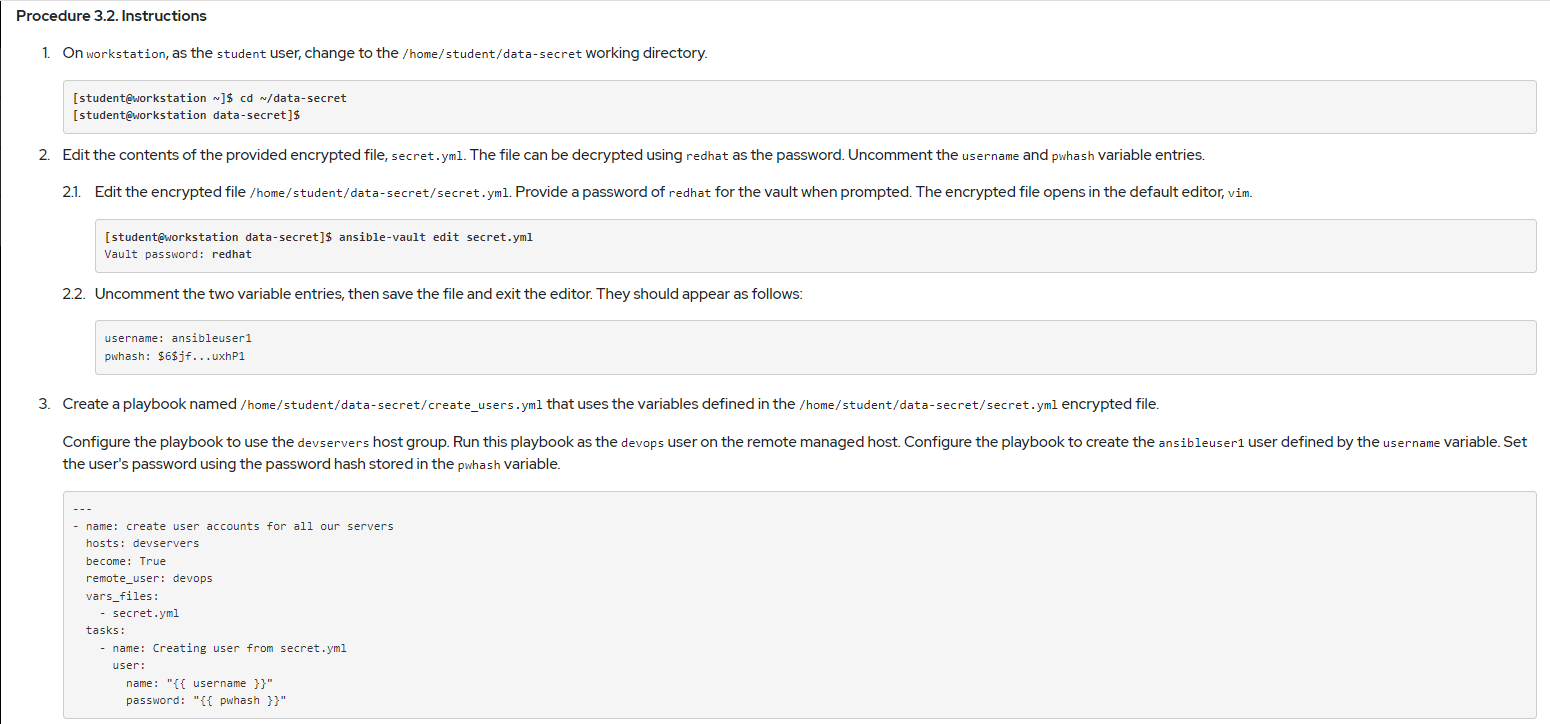 Procedure 3.2. Instructions
1. On workstation, as the student user, change to the /home/student/data-secret working directory.
[student@workstation ~]$ cd ~/data-secret
[student@workstation data-secret]$
2. Edit the contents of the provided encrypted file, secret.yml. The file can be decrypted using redhat as the password. Uncomment the username and pwhash variable entries.
2.1. Edit the encrypted file /home/student/data-secret/secret.yml. Provide a password of redhat for the vault when prompted. The encrypted file opens in the default editor, vim.
[student@workstation data-secret]$ ansible-vault edit secret.yml
Vault password: redhat
2.2. Uncomment the two variable entries, then save the file and exit the editor. They should appear as follows:
username: ansibleuser1
pwhash: $6$jf...uxhP1
3. Create a playbook named /home/student/data-secret/create_users.yml that uses the variables defined in the /home/student/data-secret/secret.yml encrypted file.
Configure the playbook to use the devservers host group. Run this playbook as the devops user on the remote managed host. Configure the playbook to create the ansibleuser1 user defined by the username variable. Set
the user's password using the password hash stored in the pwhash variable.
---
- name: create user accounts for all our servers
  hosts: devservers
  become: True
  remote_user: devops
  vars_files:
    - secret.yml
  tasks:
    - name: Creating user from secret.yml
      user:
        name: "{{ username }}"
        password: "{{ pwhash }}"